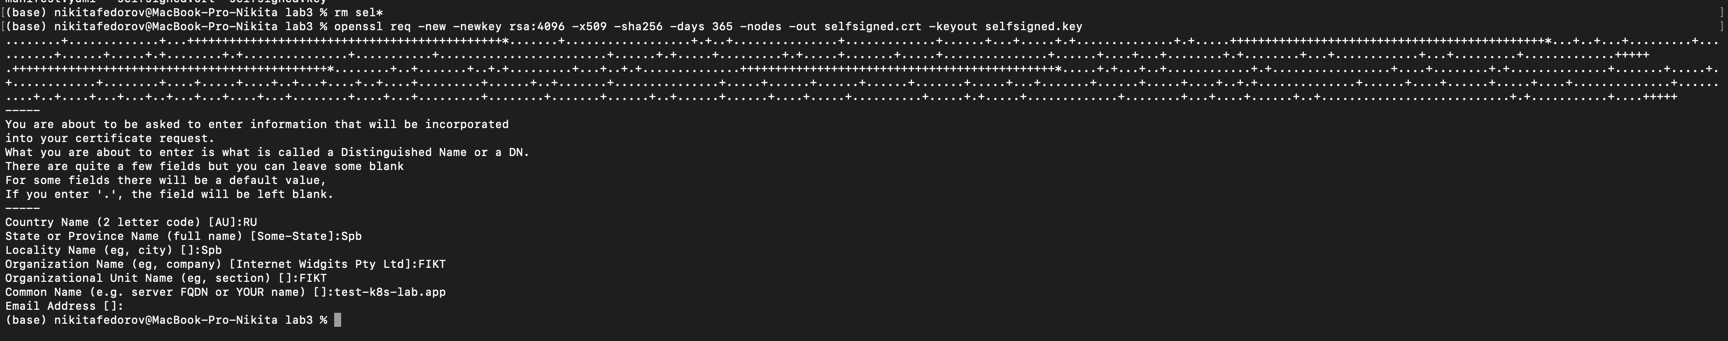 (base) nikitafedorov@MacBook-Pro-Nikita lab3 % rm sel*
(base) nikitafedorov@MacBook-Pro-Nikita lab3 % openssl req -new -newkey rsa:4096 -x509 -sha256 -days 365 -nodes -out selfsigned.crt -keyout selfsigned.key
-----
You are about to be asked to enter information that will be incorporated
into your certificate request.
What you are about to enter is what is called a Distinguished Name or a DN.
There are quite a few fields but you can leave some blank
For some fields there will be a default value,
If you enter '.', the field will be left blank.
-----
Country Name (2 letter code) [AU]:RU
State or Province Name (full name) [Some-State]:Spb
Locality Name (eg, city) []:Spb
Organization Name (eg, company) [Internet Widgits Pty Ltd]:FIKT
Organizational Unit Name (eg, section) []:FIKT
Common Name (e.g. server FQDN or YOUR name) []:test-k8s-lab.app
Email Address []:
(base) nikitafedorov@MacBook-Pro-Nikita lab3 %